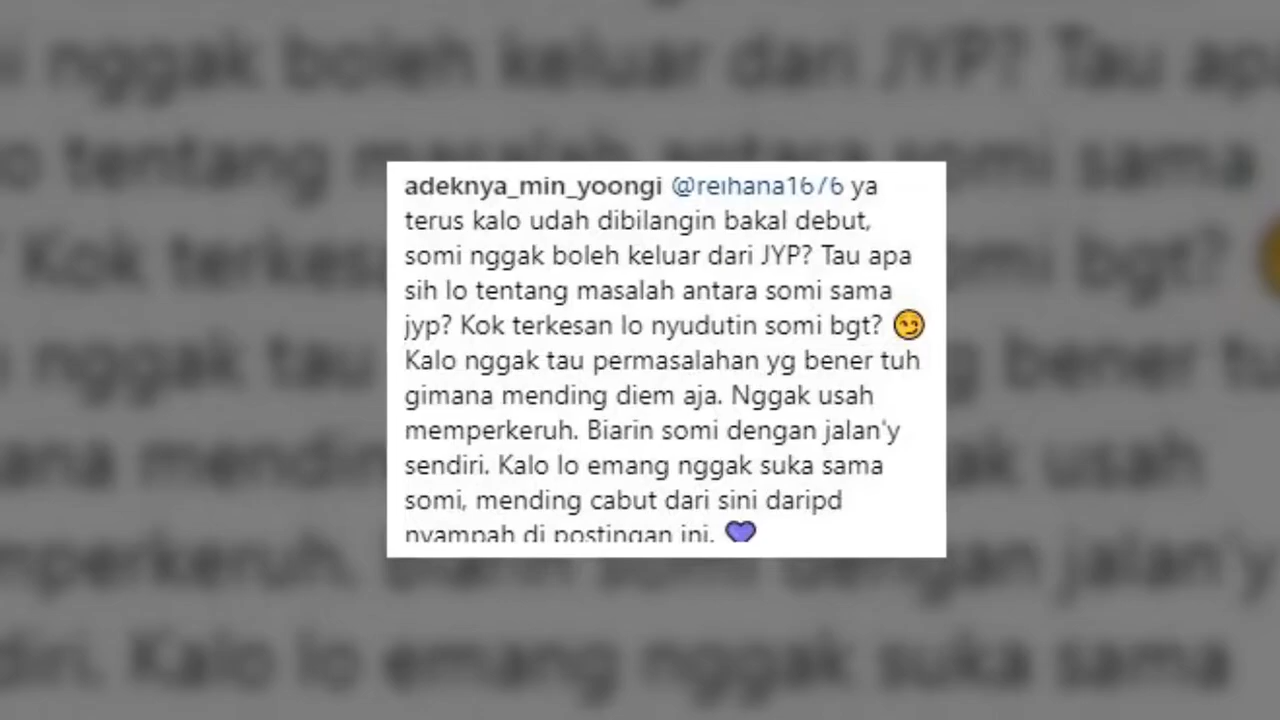 adeknya_min_yoongi @reihana1676 ya
terus kalo udah dibilangin bakal debut,
somi nggak boleh keluar dari JYP? Tau apa
sih lo tentang masalah antara somi sama
jyp? Kok terkesan lo nyudutin somi bgt? 😏
Kalo nggak tau permasalahan yg bener tuh
gimana mending diem aja. Nggak usah
memperkeruh. Biarin somi dengan jalan'y
sendiri. Kalo lo emang nggak suka sama
somi, mending cabut dari sini daripd
nyampah di postingan ini. 💜